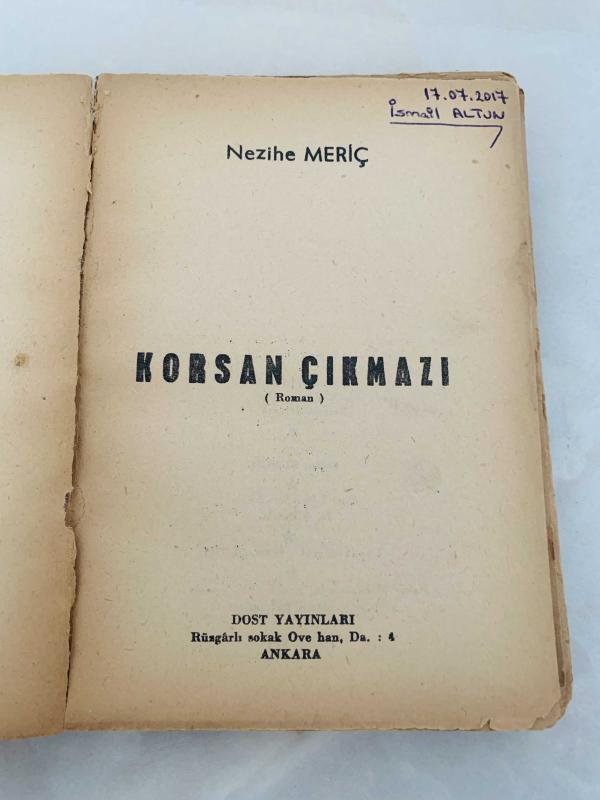 17.07.2017
İsmail ALTUN
Nezihe MERİÇ
KORSAN ÇIKMAZI
( Roman )
DOST YAYINLARI
Rüzgârlı sokak Ove han, Da. : 4
ANKARA